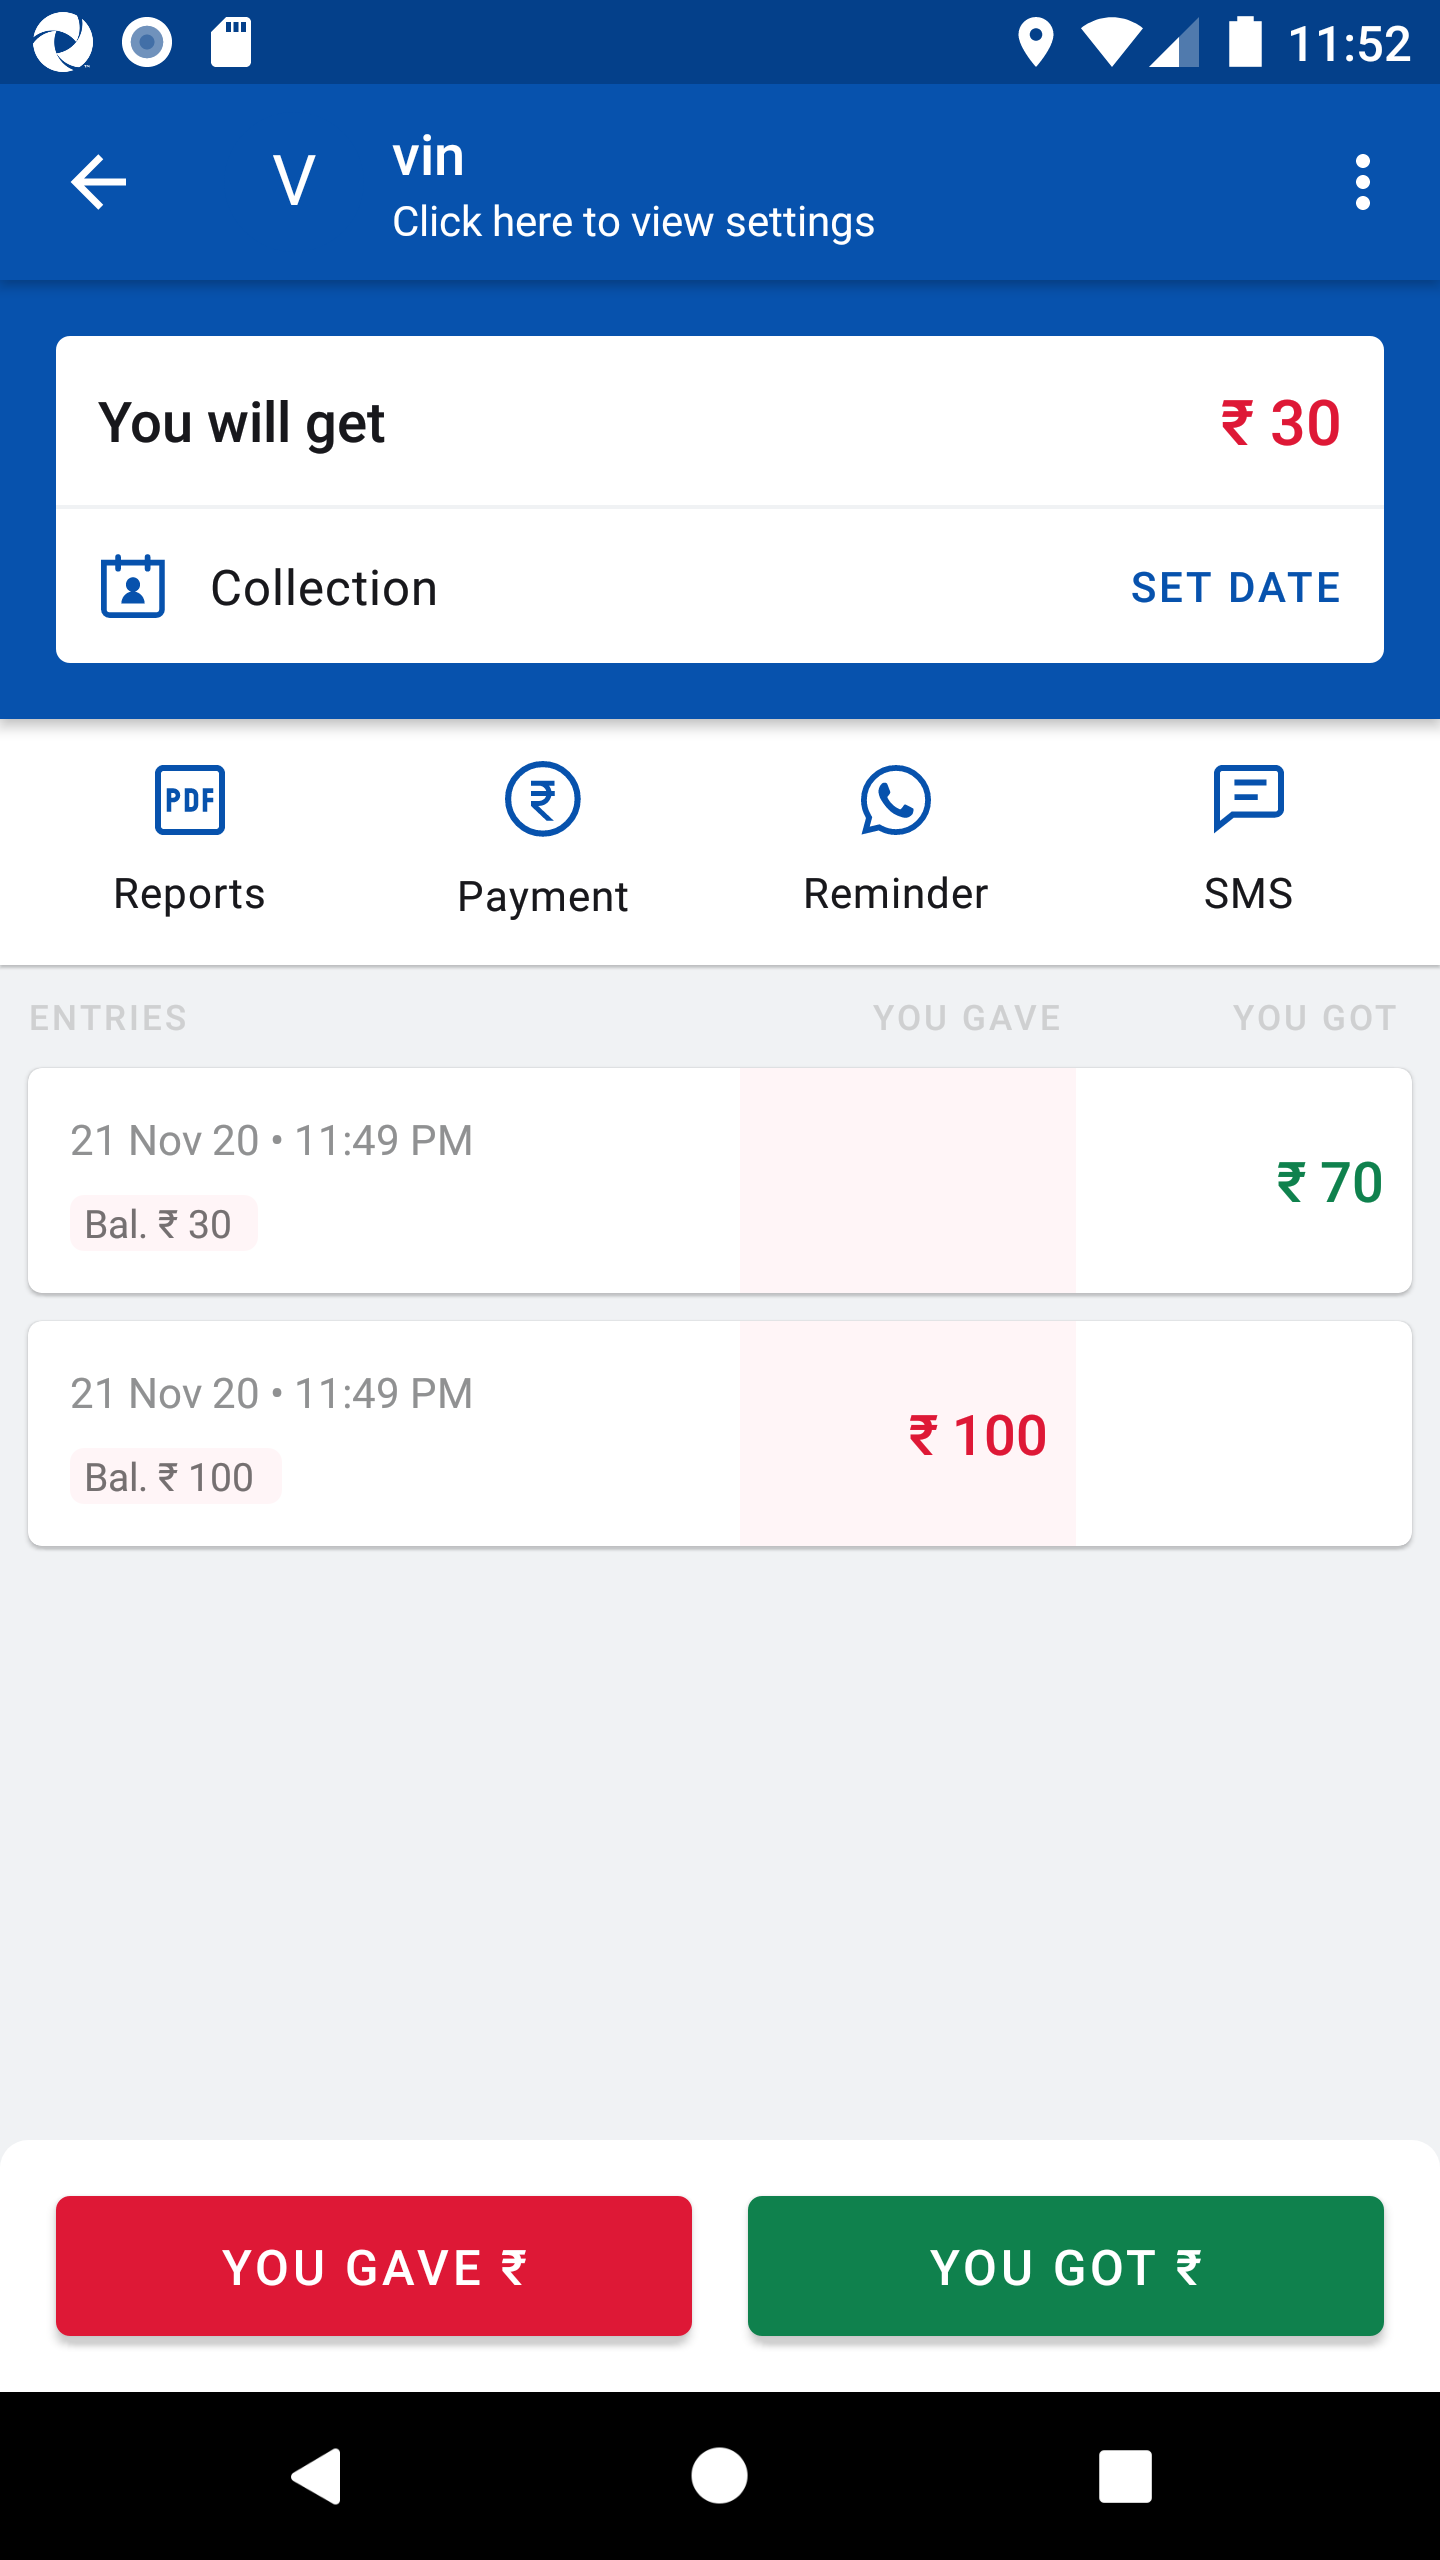 11:52
V
vin
Click here to view settings
You will get ₹ 30
Collection SET DATE
PDF
₹
Reports Payment Reminder SMS
ENTRIES YOU GAVE YOU GOT
21 Nov 20 • 11:49 PM
₹ 70
Bal. ₹ 30
21 Nov 20 • 11:49 PM
₹ 100
Bal. ₹ 100
YOU GAVE ₹ YOU GOT ₹